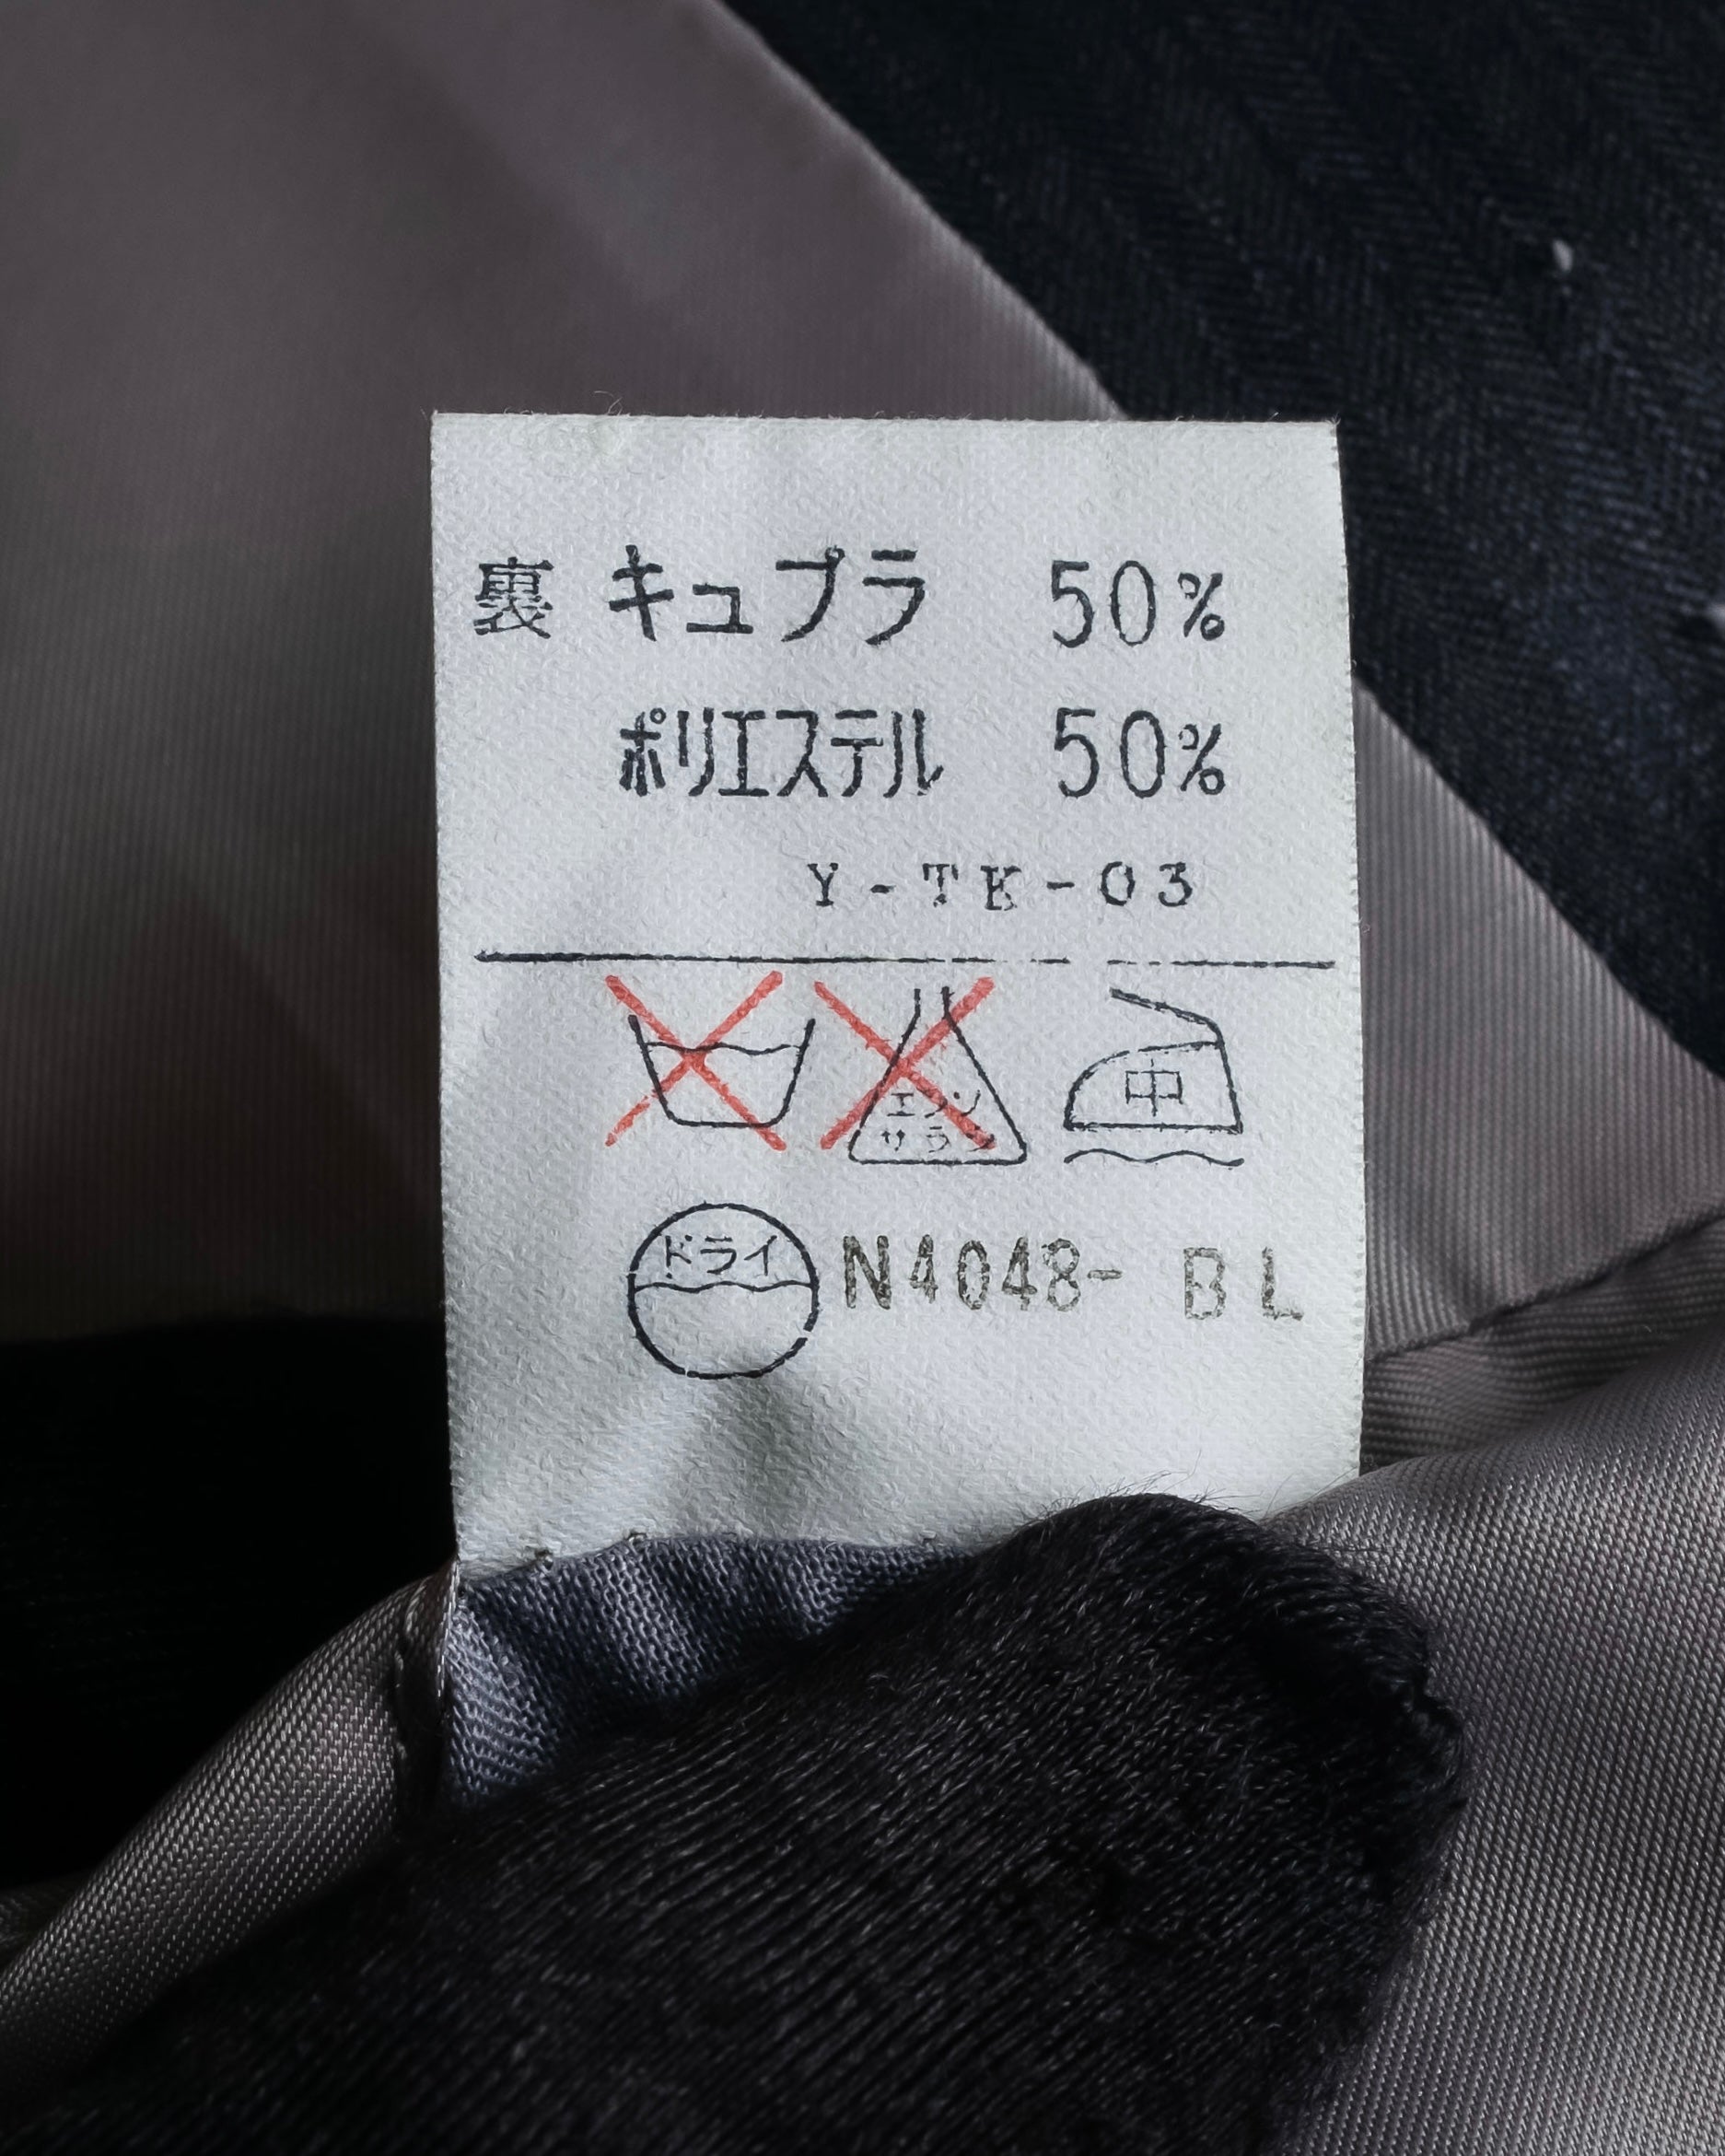 裏 キュプラ 50%
ポリエステル 50%
Y-TK-03
エンソ
サラシ
中
ドライ
N4048- BL